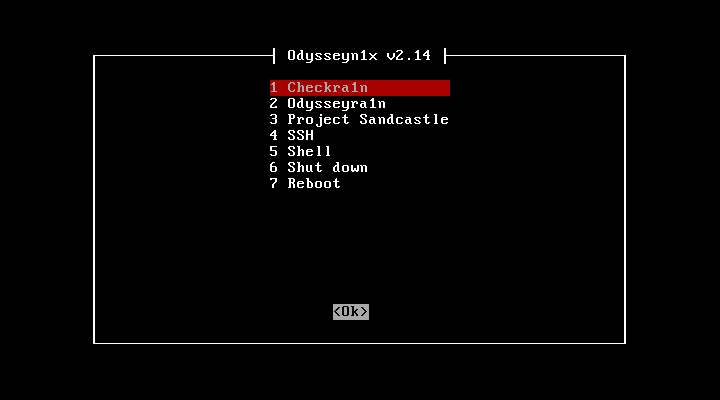 Odysseyn1x v2.14
1 Checkra1n
2 Odysseyra1n
3 Project Sandcastle
4 SSH
5 Shell
6 Shut down
7 Reboot
<Ok>